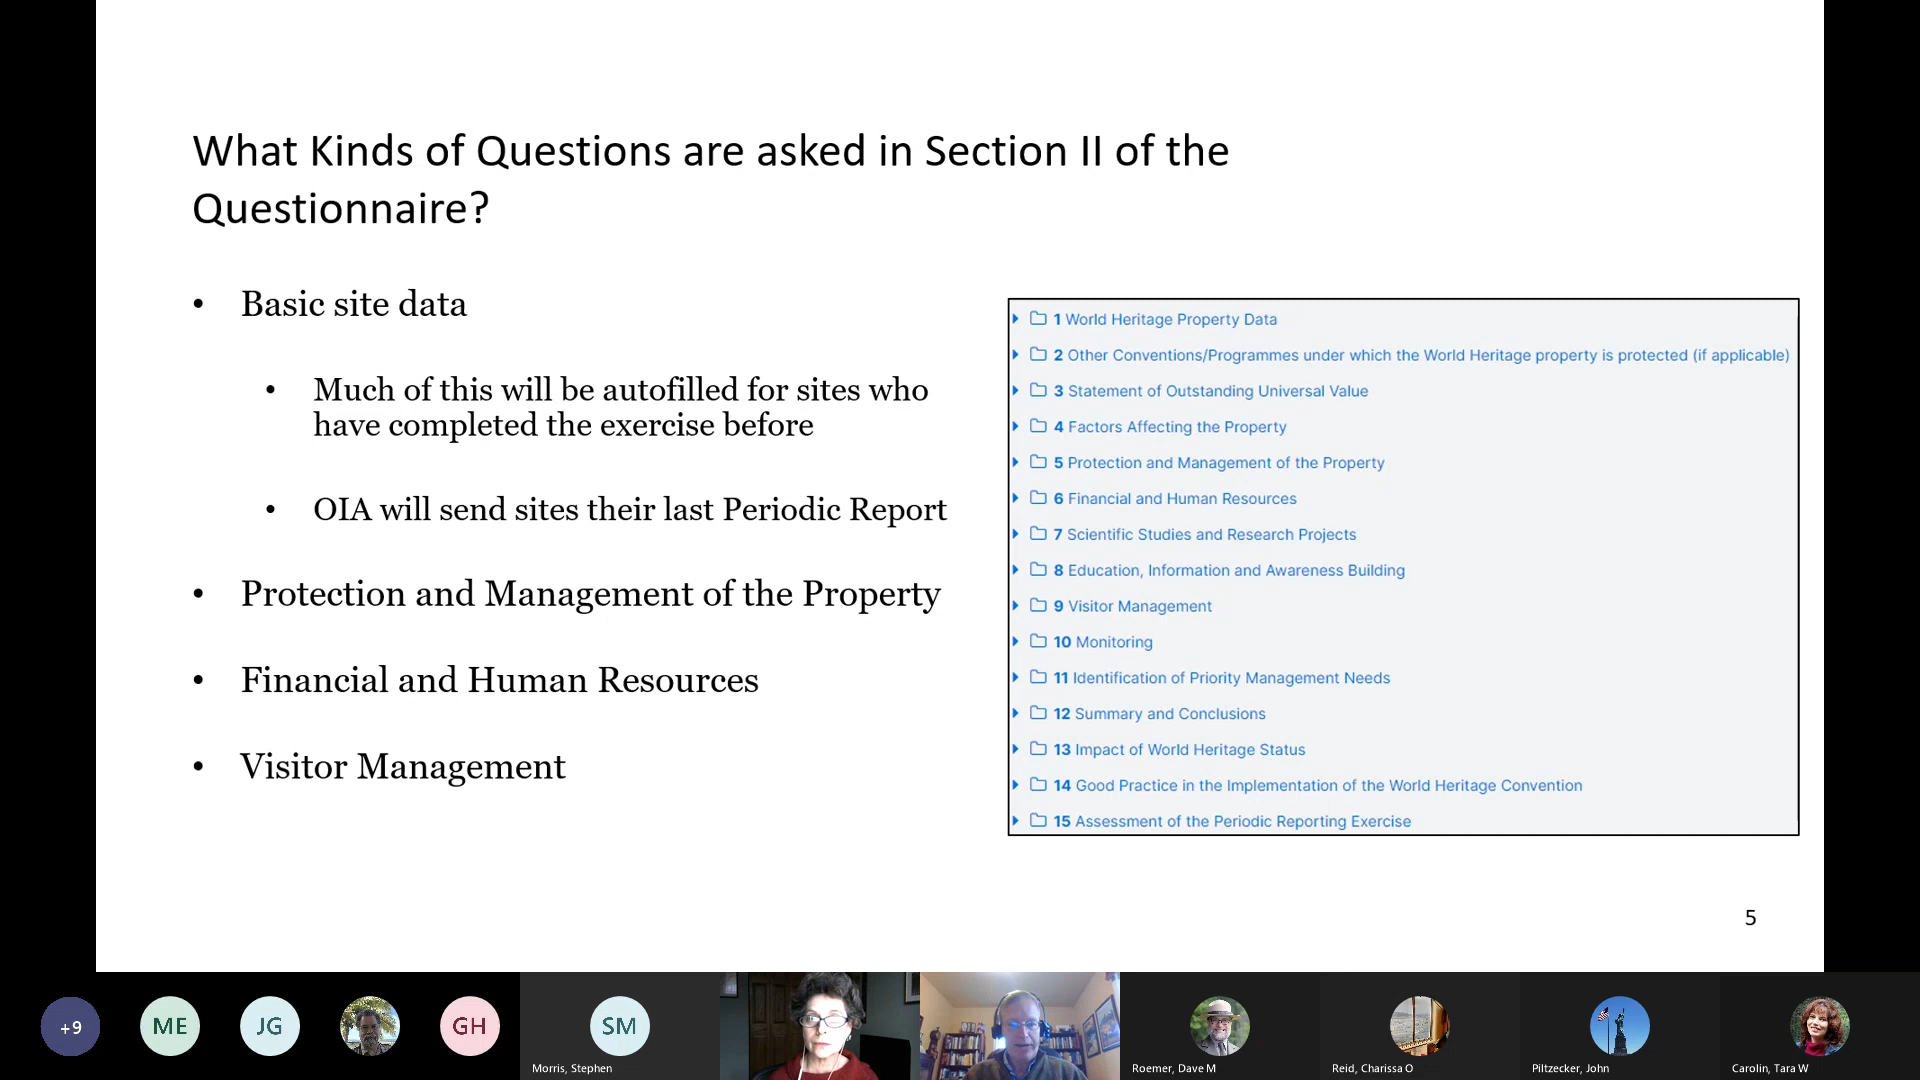 What Kinds of Questions are asked in Section II of the
Questionnaire?
• Basic site data
• Much of this will be autofilled for sites who
have completed the exercise before
• OIA will send sites their last Periodic Report
• Protection and Management of the Property
• Financial and Human Resources
• Visitor Management
1 World Heritage Property Data
2 Other Conventions/Programmes under which the World Heritage property is protected (if applicable)
3 Statement of Outstanding Universal Value
4 Factors Affecting the Property
5 Protection and Management of the Property
6 Financial and Human Resources
7 Scientific Studies and Research Projects
8 Education, Information and Awareness Building
9 Visitor Management
10 Monitoring
11 Identification of Priority Management Needs
12 Summary and Conclusions
13 Impact of World Heritage Status
14 Good Practice in the Implementation of the World Heritage Convention
15 Assessment of the Periodic Reporting Exercise
5
+9
ME
JG
GH
SM
Morris, Stephen
Roemer, Dave M
Reid, Charissa O
Piltzecker, John
Carolin, Tara W